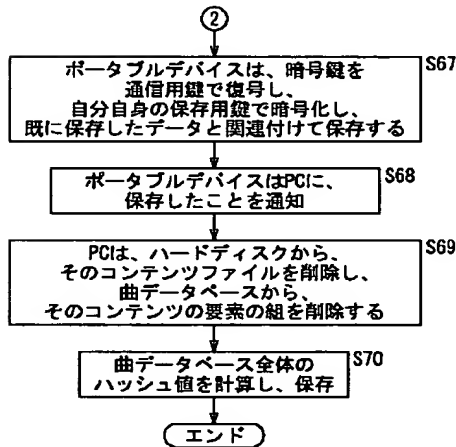 2
S67
ポータブルデバイスは、暗号鍵を
通信用鍵で復号し、
自分自身の保存用鍵で暗号化し、
既に保存したデータと関連付けて保存する
S68
ポータブルデバイスはPCに、
保存したことを通知
S69
PCは、ハードディスクから、
そのコンテンツファイルを削除し、
曲データベースから、
そのコンテンツの要素の組を削除する
S70
曲データベース全体の
ハッシュ値を計算し、保存
エンド